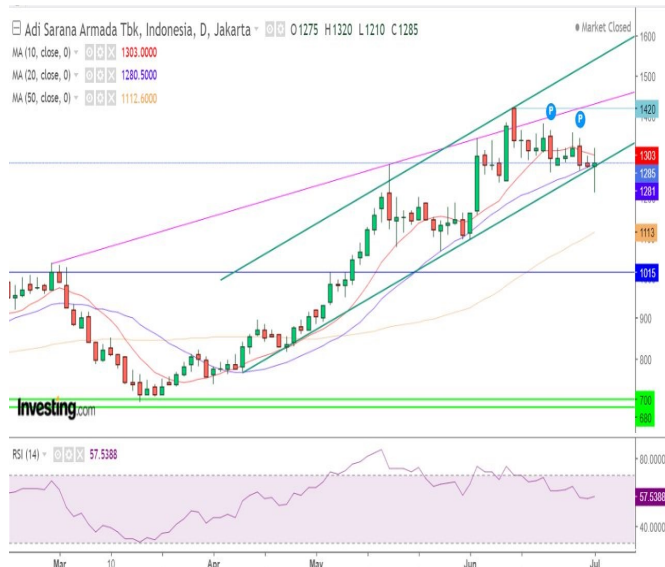 Adi Sarana Armada Tbk, Indonesia, D, Jakarta O1275 H1320 L1210 C1285
Market Closed
MA (10, close, 0) 1303.0000
MA (20, close, 0) 1280.5000
MA (50, close, 0) 1112.6000
1600
1500
1420
P P
1303
1285
1281
1113
1015
900
800
700
680
Investing.com
RSI (14) 57.5388
80.0000
57.5388
40.0000
Mar 10 Apr May Jun Jul